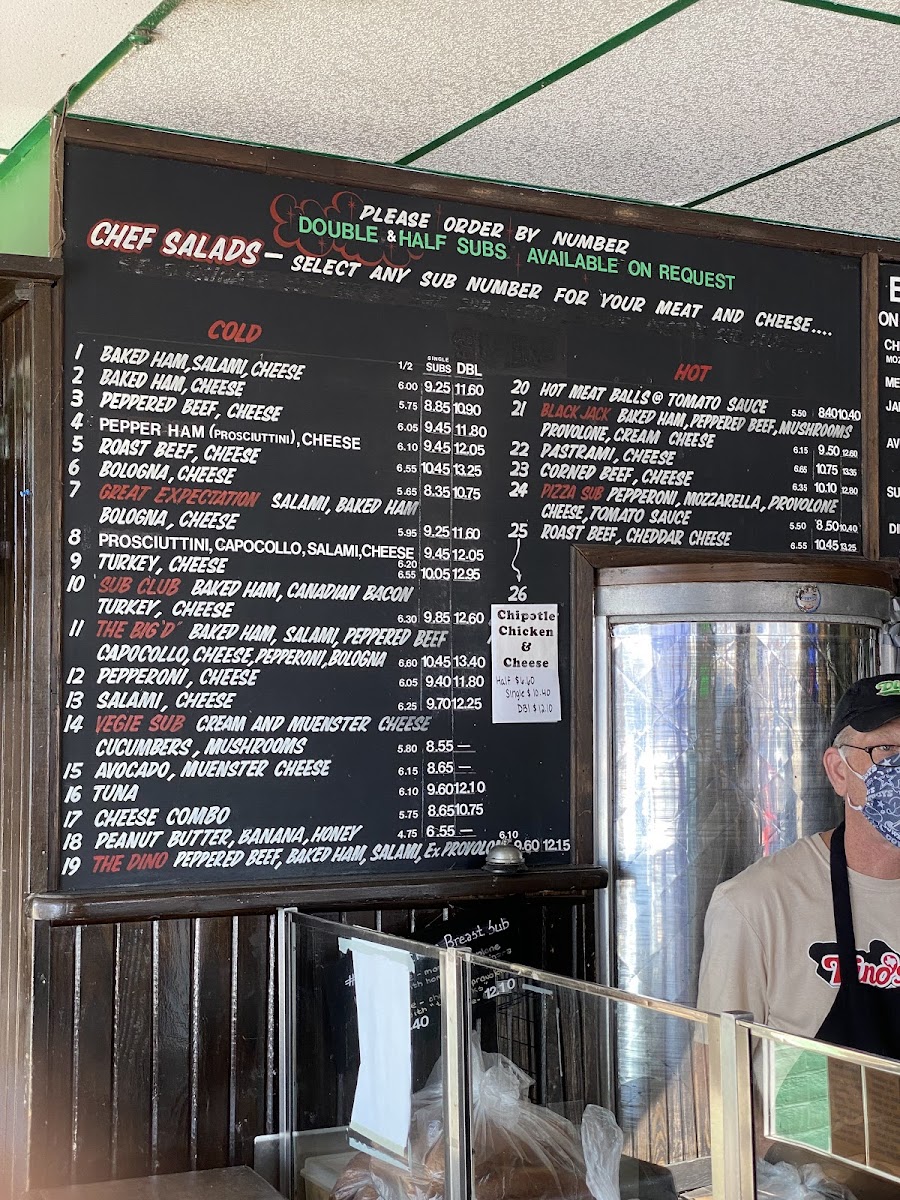 PLEASE ORDER BY NUMBER
DOUBLE & HALF SUBS AVAILABLE ON REQUEST
CHEF SALADS – SELECT ANY SUB NUMBER FOR YOUR MEAT AND CHEESE....
COLD
1/2 SINGLE SUBS DBL
1 BAKED HAM, SALAMI, CHEESE 6.00 9.25 11.60
2 BAKED HAM, CHEESE 5.75 8.85 10.90
3 PEPPERED BEEF, CHEESE 6.05 9.45 11.80
4 PEPPER HAM (PROSCIUTTINI), CHEESE 6.10 9.45 12.05
5 ROAST BEEF, CHEESE 6.55 10.45 13.25
6 BOLOGNA, CHEESE 5.65 8.35 10.75
7 GREAT EXPECTATION SALAMI, BAKED HAM
BOLOGNA, CHEESE 5.95 9.25 11.60
8 PROSCIUTTINI, CAPOCOLLO, SALAMI, CHEESE 6.20 9.45 12.05
9 TURKEY, CHEESE 6.55 10.05 12.95
10 SUB CLUB BAKED HAM, CANADIAN BACON
TURKEY, CHEESE 6.30 9.85 12.60
11 THE BIG 'D' BAKED HAM, SALAMI, PEPPERED BEEF
CAPOCOLLO, CHEESE, PEPPERONI, BOLOGNA 6.60 10.45 13.40
12 PEPPERONI, CHEESE 6.05 9.40 11.80
13 SALAMI, CHEESE 6.25 9.70 12.25
14 VEGIE SUB CREAM AND MUENSTER CHEESE
CUCUMBERS, MUSHROOMS 5.80 8.55 —
15 AVOCADO, MUENSTER CHEESE 6.15 8.65 —
16 TUNA 6.10 9.60 12.10
17 CHEESE COMBO 5.75 8.65 10.75
18 PEANUT BUTTER, BANANA, HONEY 4.75 6.55 —
19 THE DINO PEPPERED BEEF, BAKED HAM, SALAMI, Ex PROVOLONE 6.10 9.60 12.15
HOT
20 HOT MEAT BALLS @ TOMATO SAUCE 5.50 8.40 10.40
21 BLACK JACK BAKED HAM, PEPPERED BEEF, MUSHROOMS
PROVOLONE, CREAM CHEESE 6.15 9.50 12.60
22 PASTRAMI, CHEESE 6.65 10.75 13.35
23 CORNED BEEF, CHEESE 6.35 10.10 12.80
24 PIZZA SUB PEPPERONI, MOZZARELLA, PROVOLONE
CHEESE, TOMATO SAUCE 5.50 8.50 10.40
25 ROAST BEEF, CHEDDAR CHEESE 6.55 10.45 13.25
26
Chipotle
Chicken
&
Cheese
Half $6.60
Single $10.40
DBl $12.10
Breast Sub
12.10
Dino's